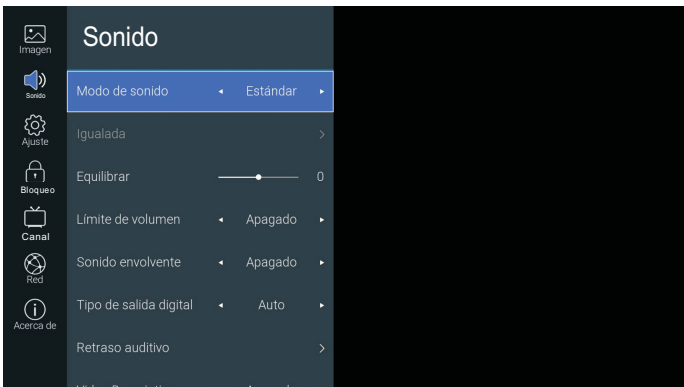 Sonido
Imagen
Sonido
Ajuste
Bloqueo
Canal
Red
Acerca de
Modo de sonido Estándar
Igualada
Equilibrar 0
Límite de volumen Apagado
Sonido envolvente Apagado
Tipo de salida digital Auto
Retraso auditivo